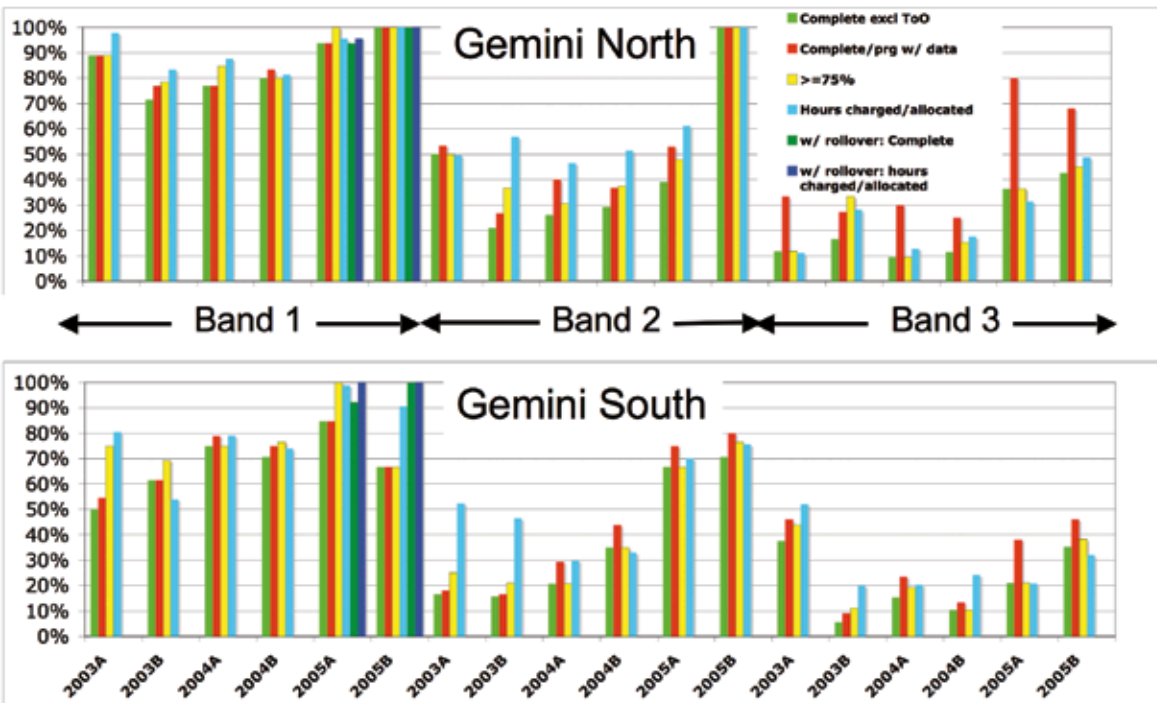 Gemini North
100%
90%
80%
70%
60%
50%
40%
30%
20%
10%
0%
Complete excl ToO
Complete/prg w/ data
>=75%
Hours charged/allocated
w/ rollover: Complete
w/ rollover: hours
charged/allocated
Band 1 Band 2 Band 3
Gemini South
100%
90%
80%
70%
60%
50%
40%
30%
20%
10%
0%
2003A 2003B 2004A 2004B 2005A 2005B 2003A 2003B 2004A 2004B 2005A 2005B 2003A 2003B 2004A 2004B 2005A 2005B